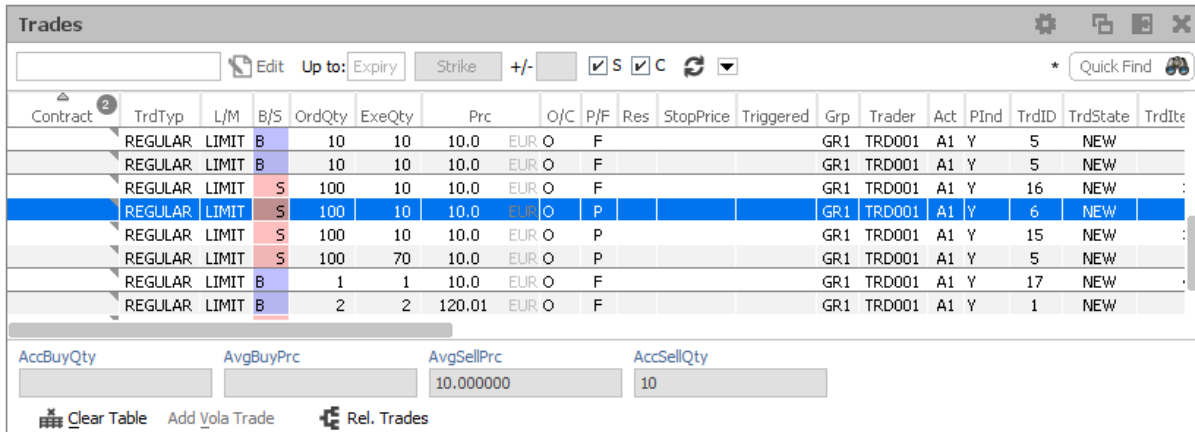 Trades
Edit Up to: Expiry Strike +/- S C * Quick Find
Contract 2 TrdTyp L/M B/S OrdQty ExeQty Prc O/C P/F Res StopPrice Triggered Grp Trader Act PInd TrdID TrdState TrdIte
REGULAR LIMIT B 10 10 10.0 EUR O F GR1 TRD001 A1 Y 5 NEW
REGULAR LIMIT B 10 10 10.0 EUR O F GR1 TRD001 A1 Y 5 NEW
REGULAR LIMIT S 100 10 10.0 EUR O F GR1 TRD001 A1 Y 16 NEW
REGULAR LIMIT S 100 10 10.0 EUR O P GR1 TRD001 A1 Y 6 NEW
REGULAR LIMIT S 100 10 10.0 EUR O P GR1 TRD001 A1 Y 15 NEW
REGULAR LIMIT S 100 70 10.0 EUR O P GR1 TRD001 A1 Y 5 NEW
REGULAR LIMIT B 1 1 10.0 EUR O F GR1 TRD001 A1 Y 17 NEW
REGULAR LIMIT B 2 2 120.01 EUR O F GR1 TRD001 A1 Y 1 NEW
AccBuyQty AvgBuyPrc AvgSellPrc AccSellQty
10.000000 10
Clear Table Add Vola Trade Rel. Trades